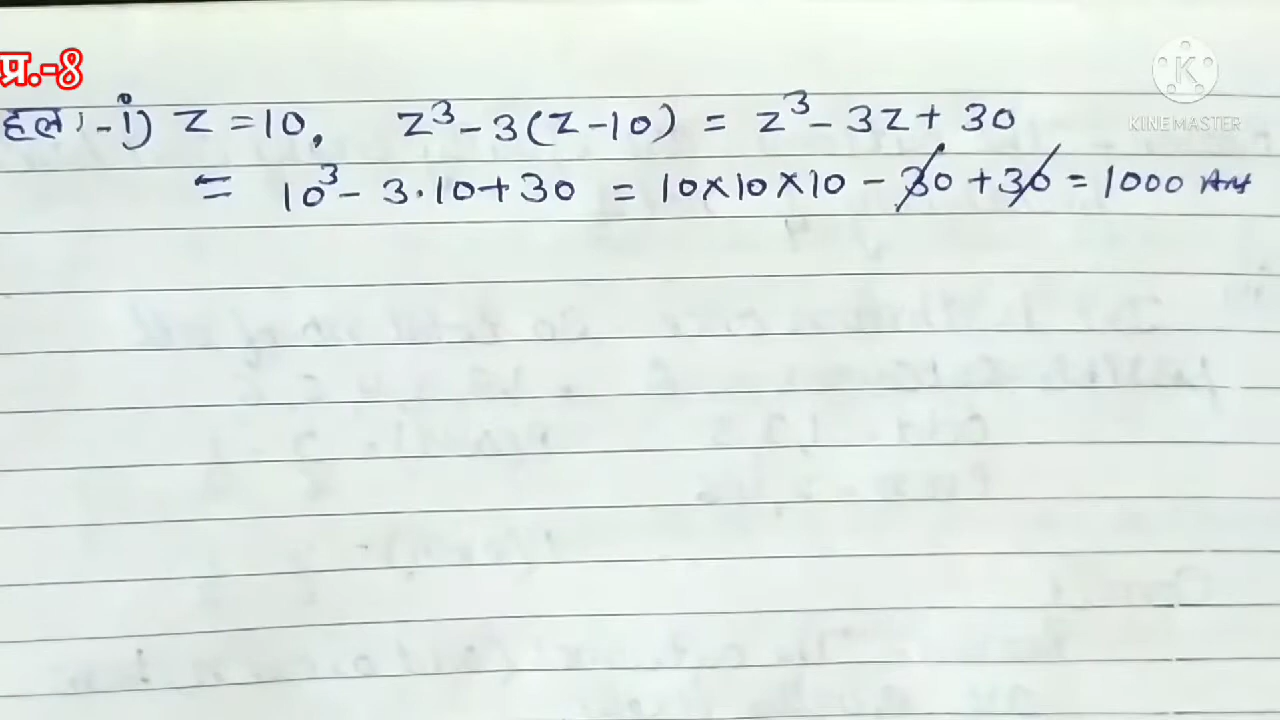 प्र.-8
KINEMASTER
हल:-i) z = 10, z³ - 3(z - 10) = z³ - 3z + 30
= 10³ - 3·10 + 30 = 10×10×10 - 30 + 30 = 1000 Ans